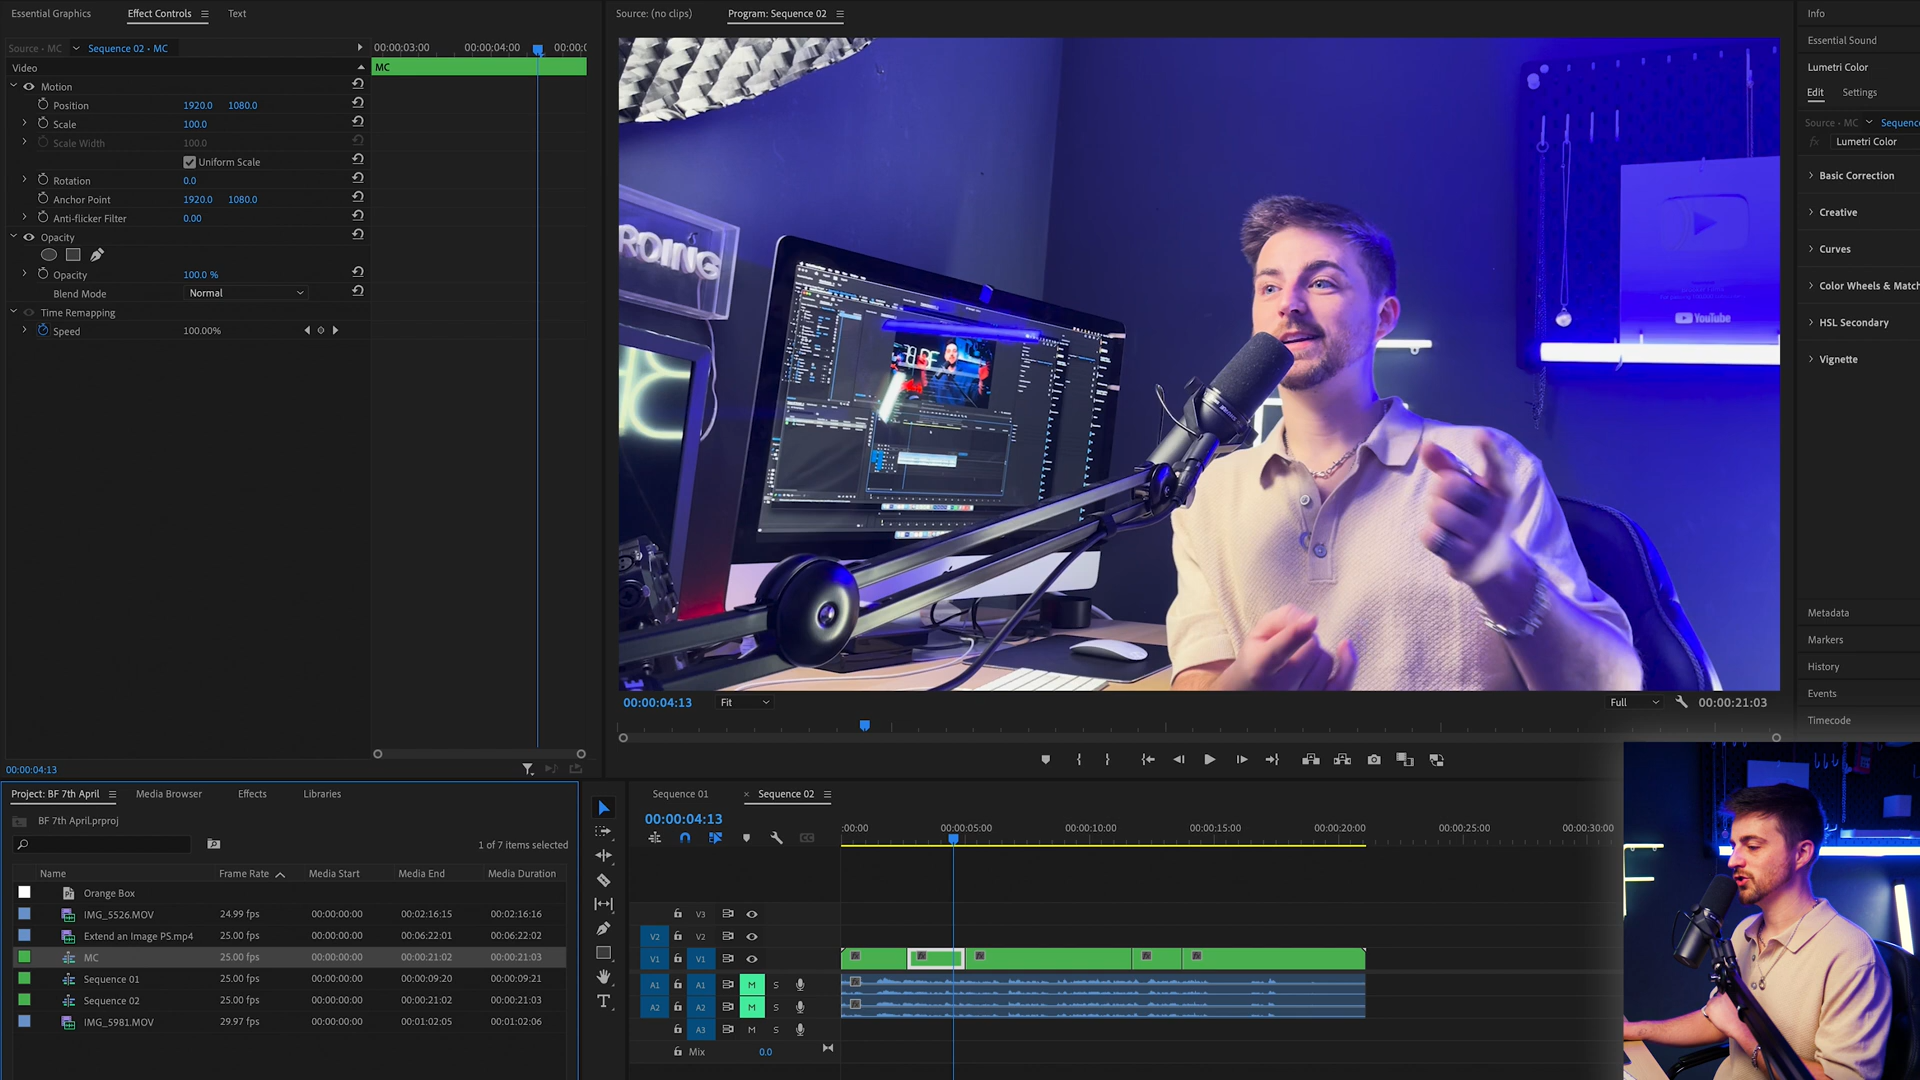 Essential Graphics
Effect Controls
Text
Source • MC
Sequence 02 • MC
00:00:03:00
00:00:04:00
00:00:0
Video
MC
Motion
Position 1920.0 1080.0
Scale 100.0
Scale Width 100.0
Uniform Scale
Rotation 0.0
Anchor Point 1920.0 1080.0
Anti-flicker Filter 0.00
Opacity
Opacity 100.0 %
Blend Mode Normal
Time Remapping
Speed 100.00%
00:00:04:13
Source: (no clips)
Program: Sequence 02
YouTube
00:00:04:13
Fit
Full
00:00:21:03
Info
Essential Sound
Lumetri Color
Edit
Settings
Source • MC
Sequence
fx Lumetri Color
Basic Correction
Creative
Curves
Color Wheels & Match
HSL Secondary
Vignette
Metadata
Markers
History
Events
Timecode
Project: BF 7th April
Media Browser
Effects
Libraries
BF 7th April.prproj
1 of 7 items selected
Name Frame Rate Media Start Media End Media Duration
Orange Box
IMG_5526.MOV 24.99 fps 00:00:00:00 00:02:16:15 00:02:16:16
Extend an Image PS.mp4 25.00 fps 00:00:00:00 00:06:22:01 00:06:22:02
MC 25.00 fps 00:00:00:00 00:00:21:02 00:00:21:03
Sequence 01 25.00 fps 00:00:00:00 00:00:09:20 00:00:09:21
Sequence 02 25.00 fps 00:00:00:00 00:00:21:02 00:00:21:03
IMG_5981.MOV 29.97 fps 00:00:00:00 00:01:02:05 00:01:02:06
Sequence 01
Sequence 02
00:00:04:13
:00:00 00:00:05:00 00:00:10:00 00:00:15:00 00:00:20:00 00:00:25:00 00:00:30:00
V3
V2 V2
V1 V1
A1 A1 M S
A2 A2 M S
A3 M S
Mix 0.0